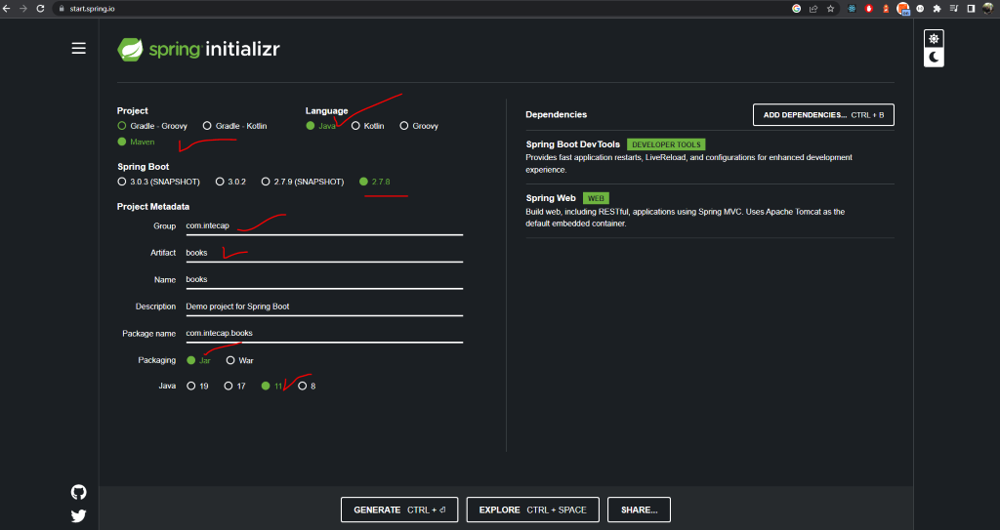 start.spring.io
spring initializr
Project
Gradle - Groovy Gradle - Kotlin
Maven
Language
Java Kotlin Groovy
Spring Boot
3.0.3 (SNAPSHOT) 3.0.2 2.7.9 (SNAPSHOT) 2.7.8
Project Metadata
Group com.intecap
Artifact books
Name books
Description Demo project for Spring Boot
Package name com.intecap.books
Packaging Jar War
Java 19 17 11 8
Dependencies
ADD DEPENDENCIES... CTRL + B
Spring Boot DevTools DEVELOPER TOOLS
Provides fast application restarts, LiveReload, and configurations for enhanced development
experience.
Spring Web WEB
Build web, including RESTful, applications using Spring MVC. Uses Apache Tomcat as the
default embedded container.
GENERATE CTRL + ⏎
EXPLORE CTRL + SPACE
SHARE...